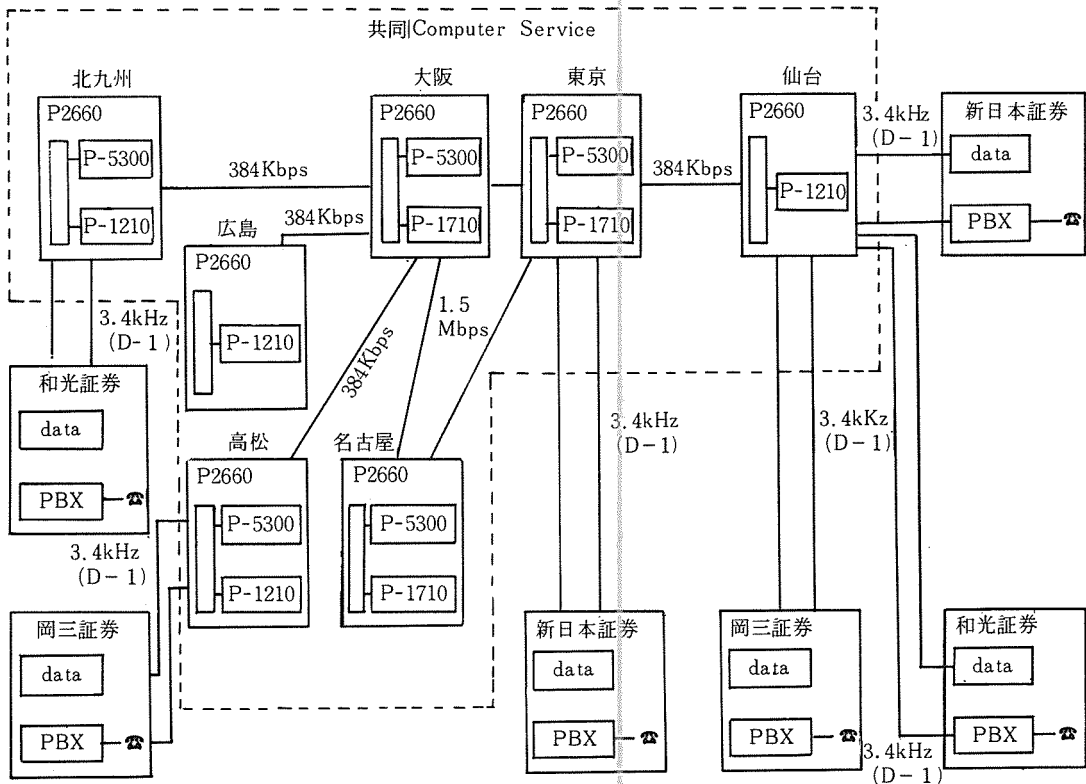 共同Computer Service
北九州
大阪
東京
仙台
P2660
P-5300
P-1210
P2660
P-5300
P-1710
P2660
P-5300
P-1710
P2660
P-1210
384Kbps
384Kbps
384Kbps
広島
P2660
P-1210
3.4kHz
(D-1)
新日本証券
data
PBX
3.4kHz
(D-1)
和光証券
data
PBX
384Kbps
1.5
Mbps
高松
P2660
P-5300
P-1210
名古屋
P2660
P-5300
P-1710
3.4kHz
(D-1)
3.4kKz
(D-1)
3.4kHz
(D-1)
岡三証券
data
PBX
新日本証券
data
PBX
岡三証券
data
PBX
和光証券
data
PBX
3.4kHz
(D-1)